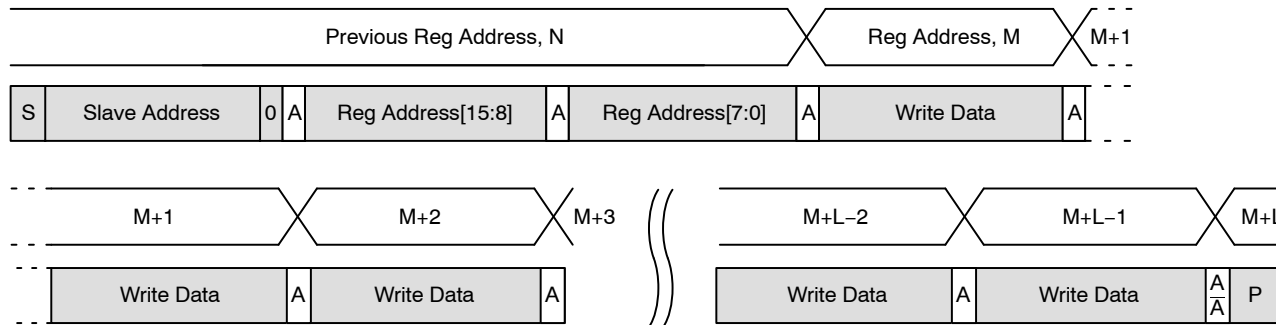 Previous Reg Address, N Reg Address, M M+1
S Slave Address 0 A Reg Address[15:8] A Reg Address[7:0] A Write Data A
M+1 M+2 M+3 M+L−2 M+L−1 M+L
Write Data A Write Data A Write Data A Write Data A/A̅ P